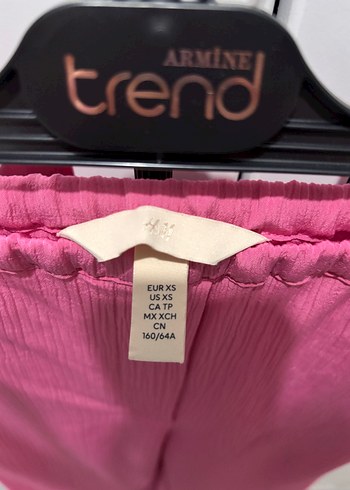 ARMİNE
trend
H&M
EUR XS
US XS
CA TP
MX XCH
CN
160/64A